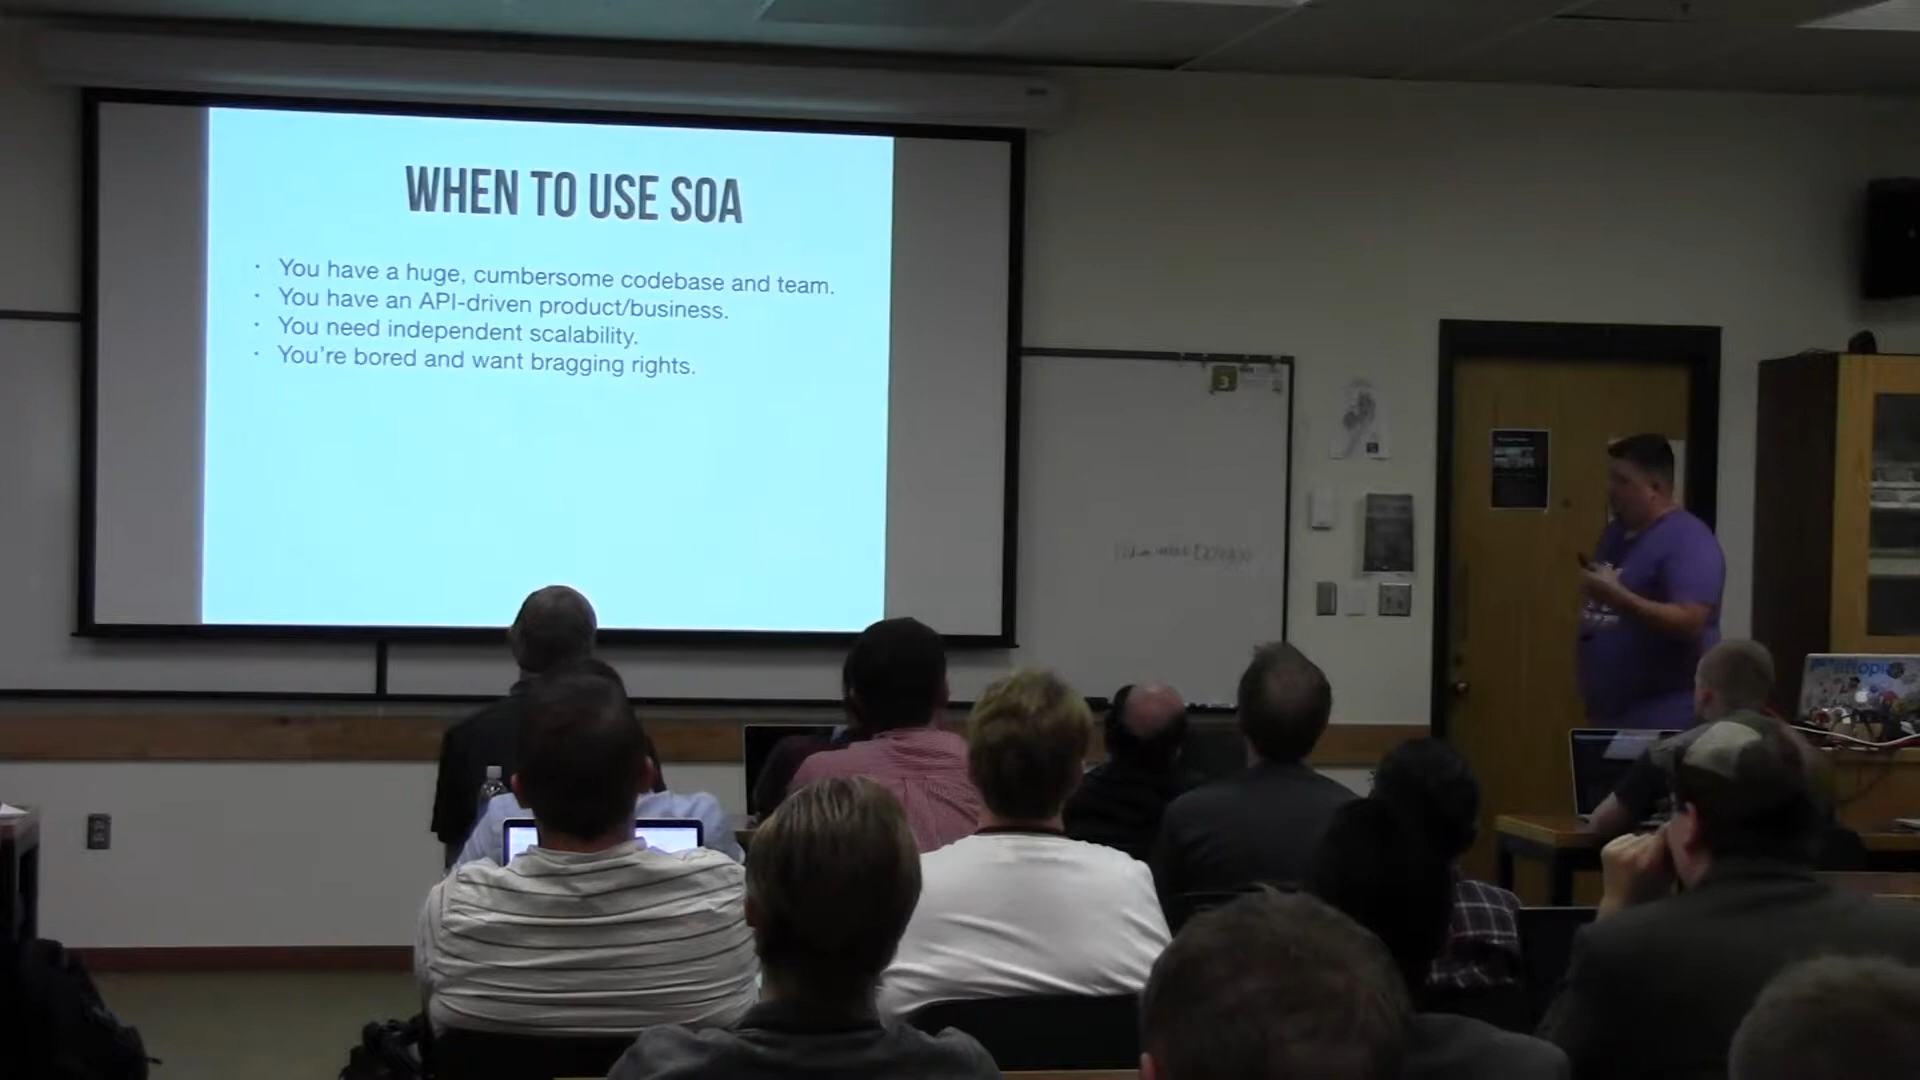 WHEN TO USE SOA
· You have a huge, cumbersome codebase and team.
· You have an API-driven product/business.
· You need independent scalability.
· You're bored and want bragging rights.
3